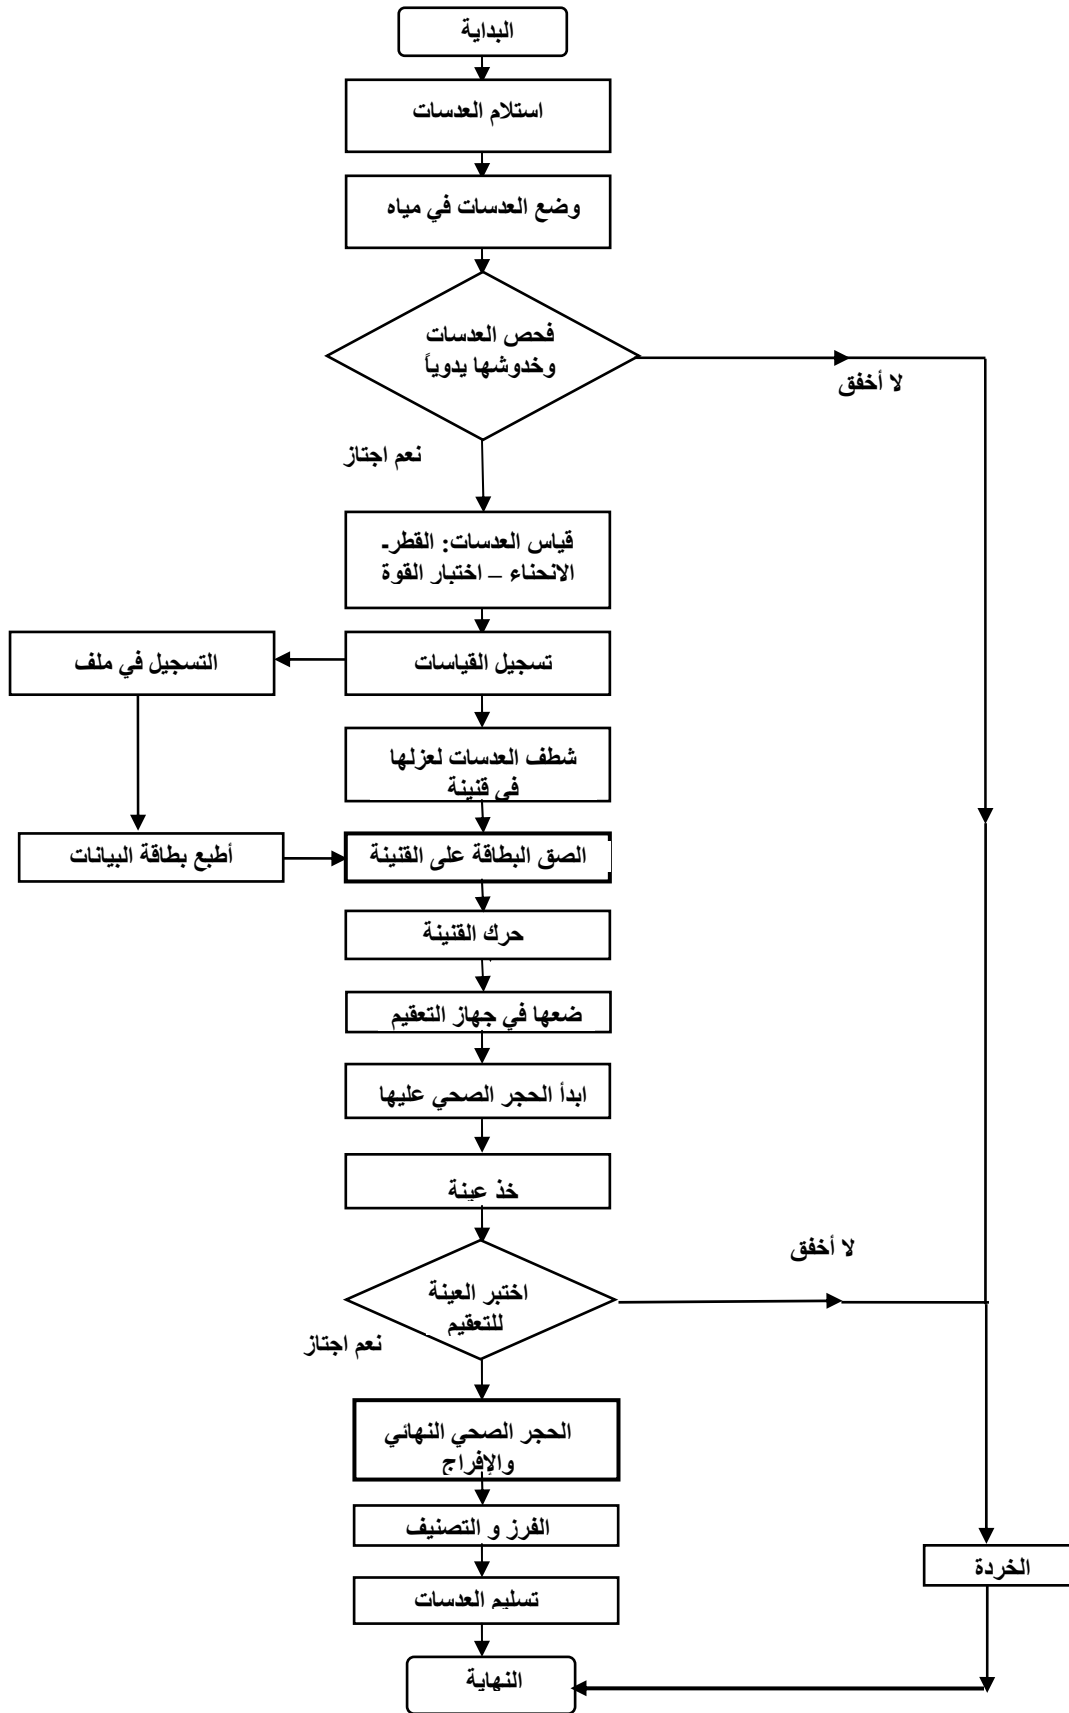 البداية
استلام العدسات
وضع العدسات في مياه
فحص العدسات
وخدوشها يدوياً
لا أخفق
نعم اجتاز
قياس العدسات: القطر-
الانحناء – اختبار القوة
تسجيل القياسات
التسجيل في ملف
شطف العدسات لعزلها
في قنينة
الصق البطاقة على القنينة
أطبع بطاقة البيانات
حرك القنينة
ضعها في جهاز التعقيم
ابدأ الحجر الصحي عليها
خذ عينة
لا أخفق
اختبر العينة
للتعقيم
نعم اجتاز
الحجر الصحي النهائي
والإفراج
الفرز و التصنيف
الخردة
تسليم العدسات
النهاية